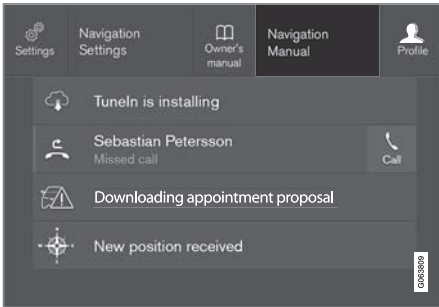 Settings
Navigation
Settings
Owner's
manual
Navigation
Manual
Profile
TuneIn is installing
Sebastian Petersson
Missed call
Call
Downloading appointment proposal
New position received
G063809